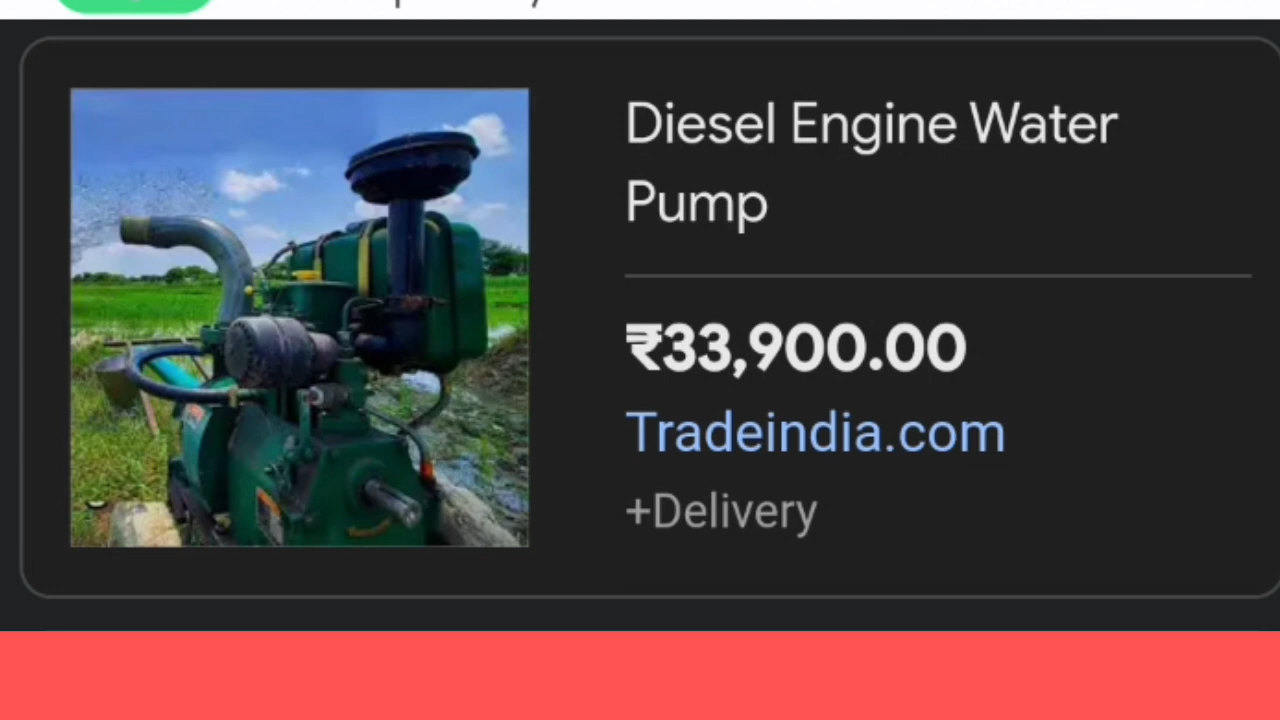 Diesel Engine Water
Pump
₹33,900.00
Tradeindia.com
+Delivery